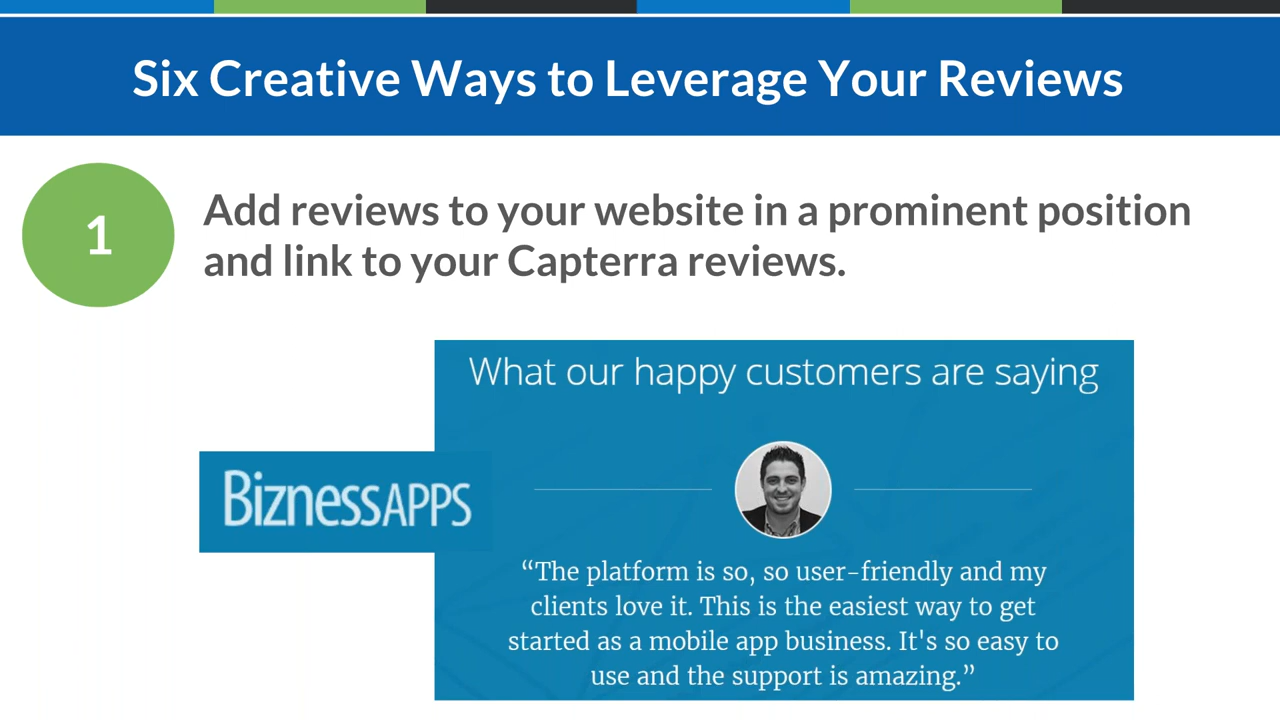 Six Creative Ways to Leverage Your Reviews
1
Add reviews to your website in a prominent position
and link to your Capterra reviews.
What our happy customers are saying
BiznessAPPS
“The platform is so, so user-friendly and my
clients love it. This is the easiest way to get
started as a mobile app business. It's so easy to
use and the support is amazing.”